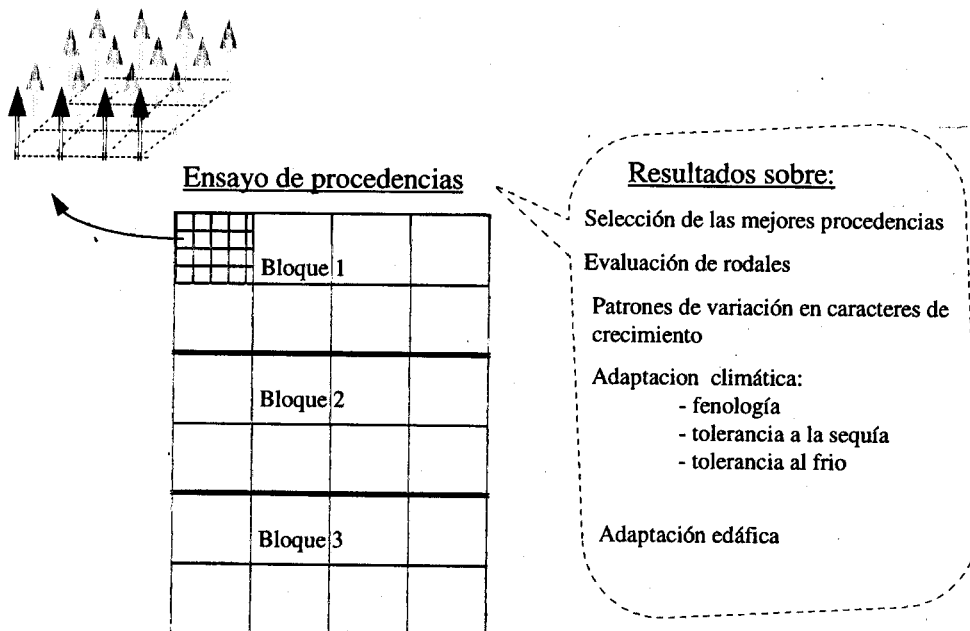 Ensayo de procedencias
Bloque 1
Bloque 2
Bloque 3
Resultados sobre:
Selección de las mejores procedencias
Evaluación de rodales
Patrones de variación en caracteres de
crecimiento
Adaptacion climática:
- fenología
- tolerancia a la sequía
- tolerancia al frio
Adaptación edáfica